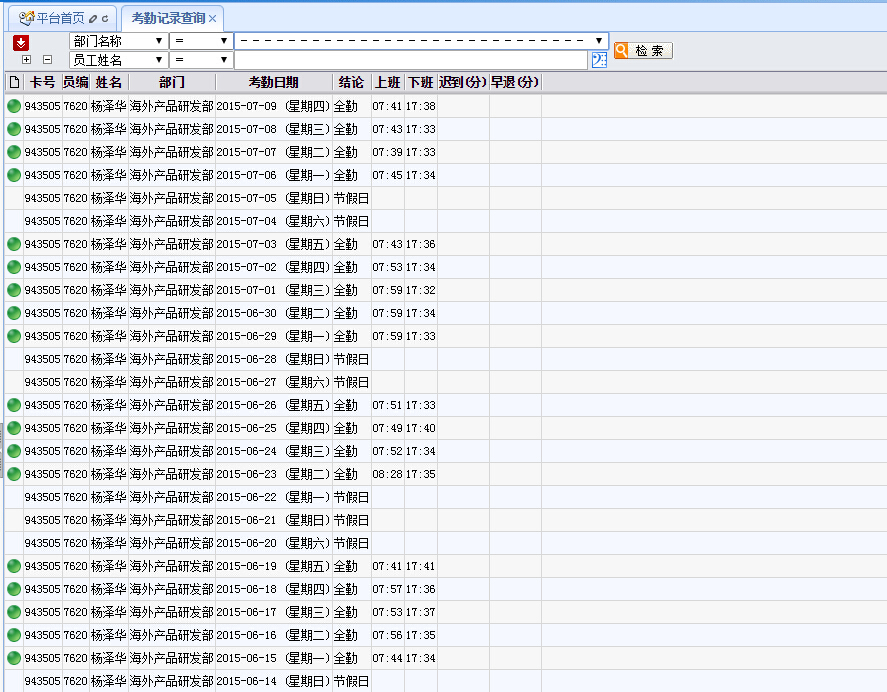 平台首页 考勤记录查询
部门名称 =
员工姓名 = 检 索
卡号 员编 姓名 部门 考勤日期 结论 上班 下班 迟到(分) 早退(分)
943505 7620 杨泽华 海外产品研发部 2015-07-09 (星期四) 全勤 07:41 17:38
943505 7620 杨泽华 海外产品研发部 2015-07-08 (星期三) 全勤 07:43 17:33
943505 7620 杨泽华 海外产品研发部 2015-07-07 (星期二) 全勤 07:39 17:33
943505 7620 杨泽华 海外产品研发部 2015-07-06 (星期一) 全勤 07:45 17:34
943505 7620 杨泽华 海外产品研发部 2015-07-05 (星期日) 节假日
943505 7620 杨泽华 海外产品研发部 2015-07-04 (星期六) 节假日
943505 7620 杨泽华 海外产品研发部 2015-07-03 (星期五) 全勤 07:43 17:36
943505 7620 杨泽华 海外产品研发部 2015-07-02 (星期四) 全勤 07:53 17:34
943505 7620 杨泽华 海外产品研发部 2015-07-01 (星期三) 全勤 07:59 17:32
943505 7620 杨泽华 海外产品研发部 2015-06-30 (星期二) 全勤 07:59 17:34
943505 7620 杨泽华 海外产品研发部 2015-06-29 (星期一) 全勤 07:59 17:33
943505 7620 杨泽华 海外产品研发部 2015-06-28 (星期日) 节假日
943505 7620 杨泽华 海外产品研发部 2015-06-27 (星期六) 节假日
943505 7620 杨泽华 海外产品研发部 2015-06-26 (星期五) 全勤 07:51 17:33
943505 7620 杨泽华 海外产品研发部 2015-06-25 (星期四) 全勤 07:49 17:40
943505 7620 杨泽华 海外产品研发部 2015-06-24 (星期三) 全勤 07:52 17:34
943505 7620 杨泽华 海外产品研发部 2015-06-23 (星期二) 全勤 08:28 17:35
943505 7620 杨泽华 海外产品研发部 2015-06-22 (星期一) 节假日
943505 7620 杨泽华 海外产品研发部 2015-06-21 (星期日) 节假日
943505 7620 杨泽华 海外产品研发部 2015-06-20 (星期六) 节假日
943505 7620 杨泽华 海外产品研发部 2015-06-19 (星期五) 全勤 07:41 17:41
943505 7620 杨泽华 海外产品研发部 2015-06-18 (星期四) 全勤 07:57 17:36
943505 7620 杨泽华 海外产品研发部 2015-06-17 (星期三) 全勤 07:53 17:37
943505 7620 杨泽华 海外产品研发部 2015-06-16 (星期二) 全勤 07:56 17:35
943505 7620 杨泽华 海外产品研发部 2015-06-15 (星期一) 全勤 07:44 17:34
943505 7620 杨泽华 海外产品研发部 2015-06-14 (星期日) 节假日